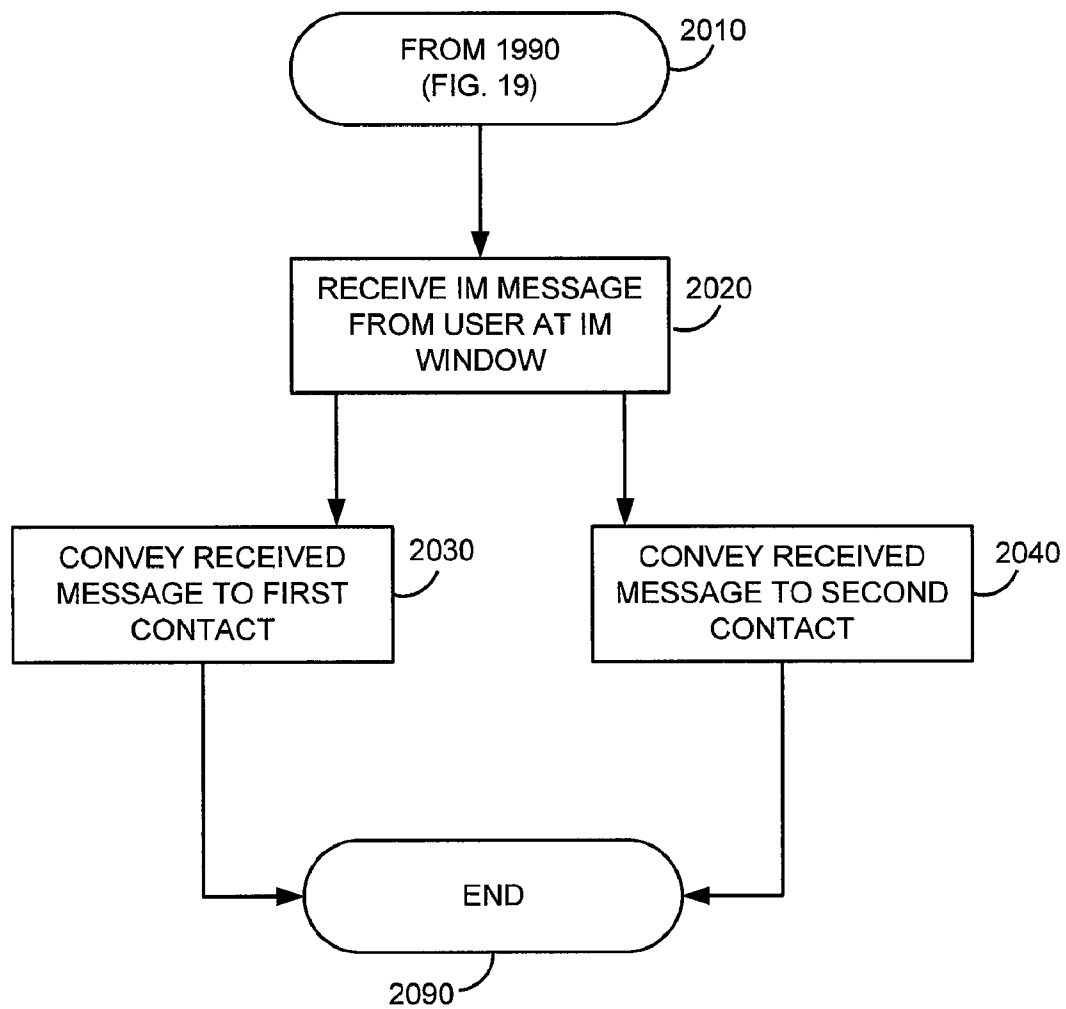 FROM 1990
(FIG. 19)
2010
RECEIVE IM MESSAGE
FROM USER AT IM
WINDOW
2020
CONVEY RECEIVED
MESSAGE TO FIRST
CONTACT
2030
CONVEY RECEIVED
MESSAGE TO SECOND
CONTACT
2040
END
2090